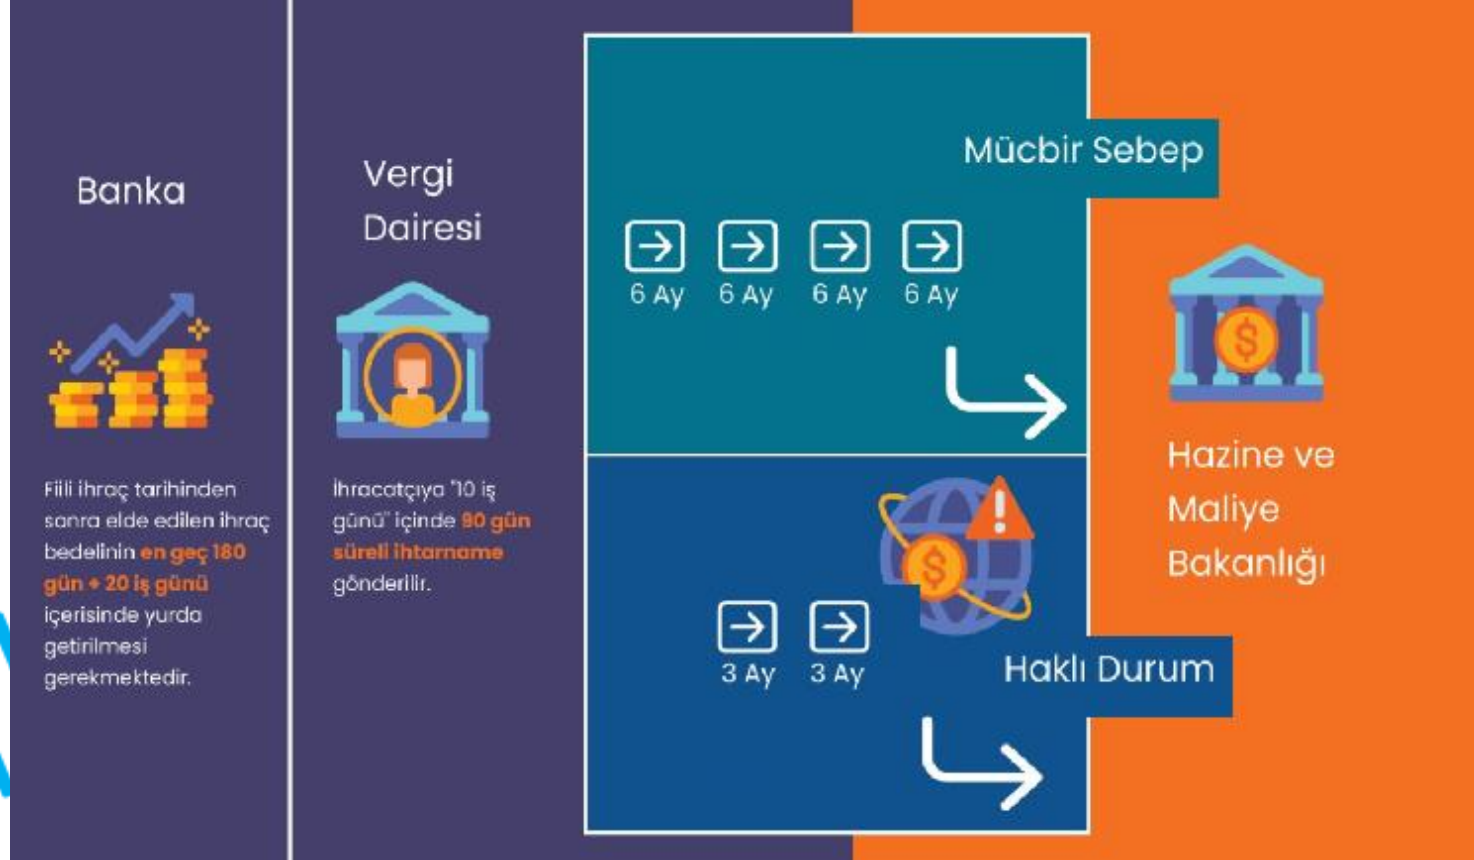 Banka
Fiili ihraç tarihinden
sonra elde edilen ihraç
bedelinin en geç 180
gün + 20 iş günü
içerisinde yurda
getirilmesi
gerekmektedir.
Vergi
Dairesi
İhracatçıya "10 iş
günü" içinde 90 gün
süreli ihtarname
gönderilir.
Mücbir Sebep
6 Ay 6 Ay 6 Ay 6 Ay
3 Ay 3 Ay
Haklı Durum
Hazine ve
Maliye
Bakanlığı